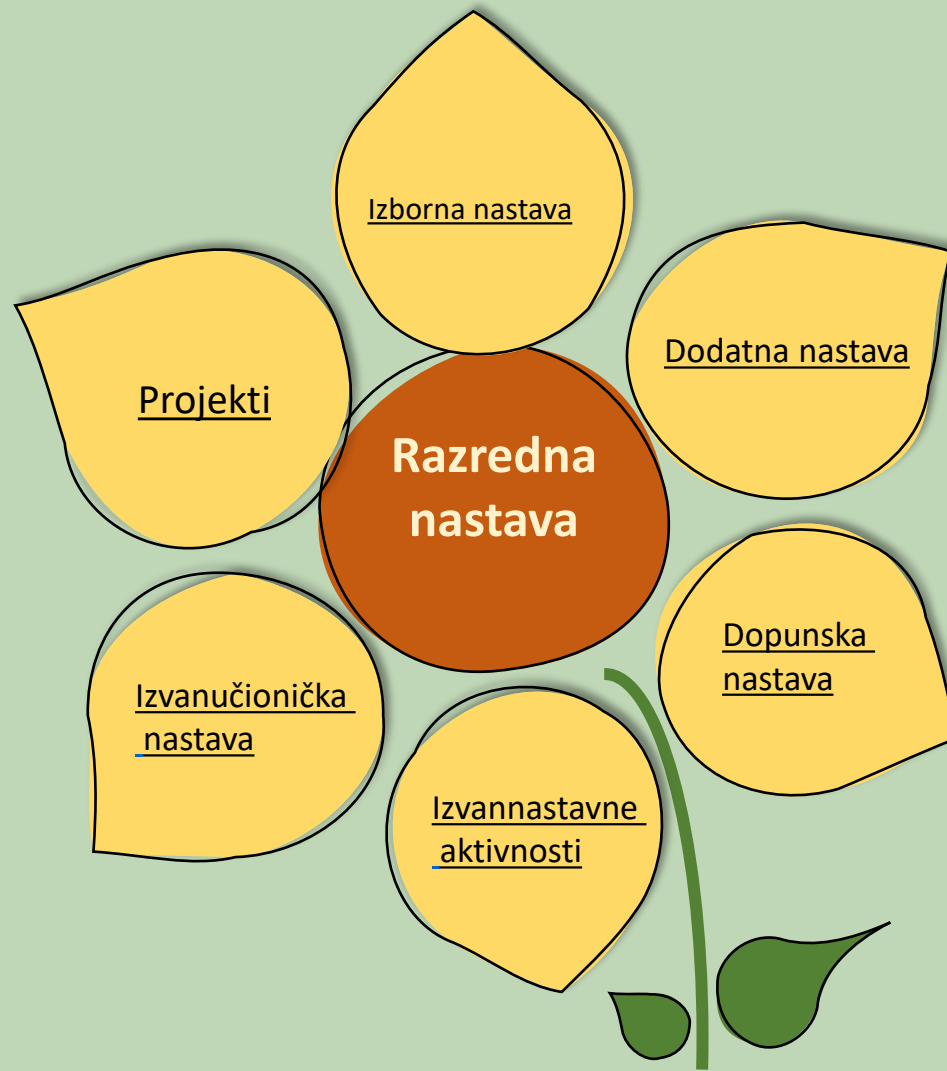 Izborna nastava
Dodatna nastava
Projekti
Razredna
nastava
Dopunska
nastava
Izvanučionička
nastava
Izvannastavne
aktivnosti